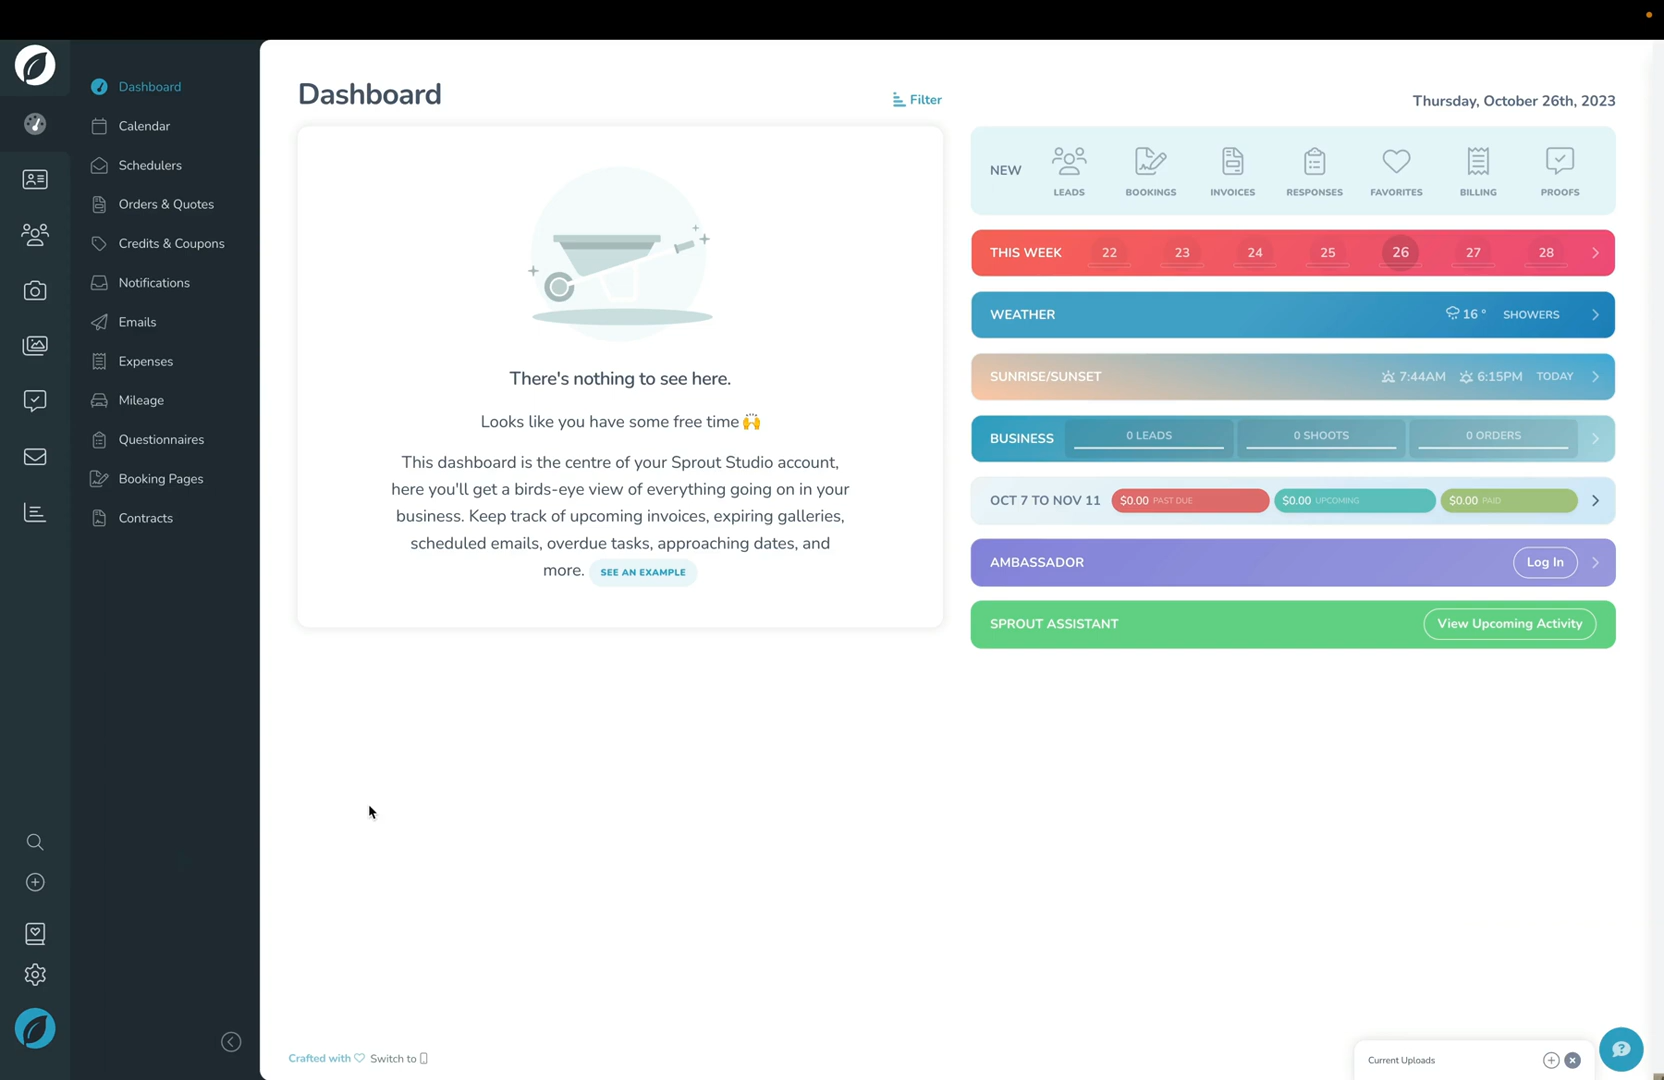 Dashboard
Calendar
Schedulers
Orders & Quotes
Credits & Coupons
Notifications
Emails
Expenses
Mileage
Questionnaires
Booking Pages
Contracts
Dashboard
Filter
There's nothing to see here.
Looks like you have some free time 🙌
This dashboard is the centre of your Sprout Studio account,
here you'll get a birds-eye view of everything going on in your
business. Keep track of upcoming invoices, expiring galleries,
scheduled emails, overdue tasks, approaching dates, and
more. SEE AN EXAMPLE
Thursday, October 26th, 2023
NEW LEADS BOOKINGS INVOICES RESPONSES FAVORITES BILLING PROOFS
THIS WEEK 22 23 24 25 26 27 28
WEATHER 16 ° SHOWERS
SUNRISE/SUNSET 7:44AM 6:15PM TODAY
BUSINESS 0 LEADS 0 SHOOTS 0 ORDERS
OCT 7 TO NOV 11 $0.00 PAST DUE $0.00 UPCOMING $0.00 PAID
AMBASSADOR Log In
SPROUT ASSISTANT View Upcoming Activity
Crafted with Switch to
Current Uploads